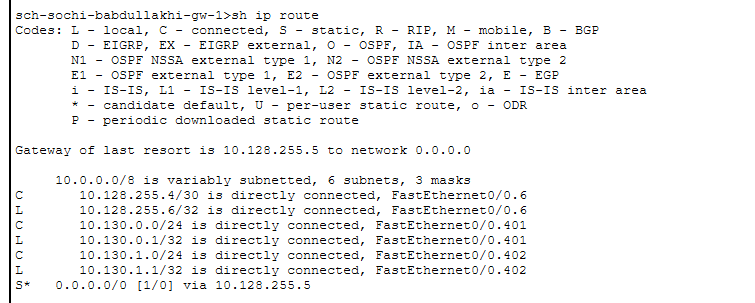 sch-sochi-babdullakhi-gw-1>sh ip route
Codes: L - local, C - connected, S - static, R - RIP, M - mobile, B - BGP
       D - EIGRP, EX - EIGRP external, O - OSPF, IA - OSPF inter area
       N1 - OSPF NSSA external type 1, N2 - OSPF NSSA external type 2
       E1 - OSPF external type 1, E2 - OSPF external type 2, E - EGP
       i - IS-IS, L1 - IS-IS level-1, L2 - IS-IS level-2, ia - IS-IS inter area
       * - candidate default, U - per-user static route, o - ODR
       P - periodic downloaded static route
Gateway of last resort is 10.128.255.5 to network 0.0.0.0
     10.0.0.0/8 is variably subnetted, 6 subnets, 3 masks
C       10.128.255.4/30 is directly connected, FastEthernet0/0.6
L       10.128.255.6/32 is directly connected, FastEthernet0/0.6
C       10.130.0.0/24 is directly connected, FastEthernet0/0.401
L       10.130.0.1/32 is directly connected, FastEthernet0/0.401
C       10.130.1.0/24 is directly connected, FastEthernet0/0.402
L       10.130.1.1/32 is directly connected, FastEthernet0/0.402
S*   0.0.0.0/0 [1/0] via 10.128.255.5